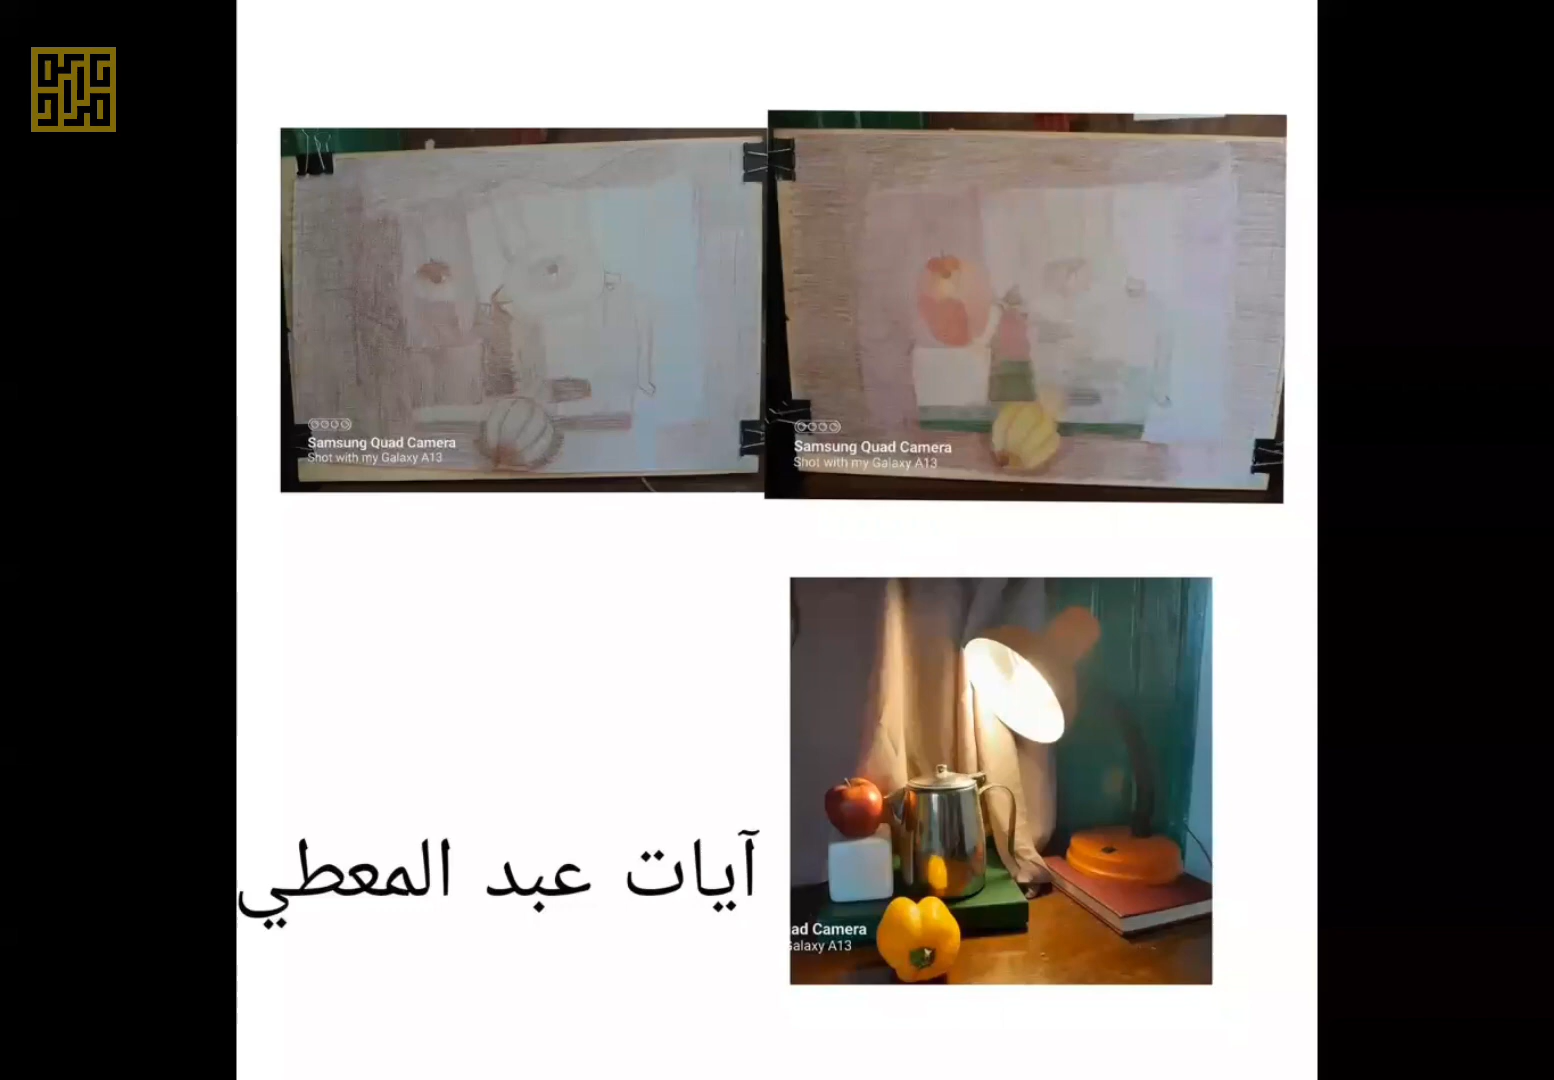 Samsung Quad Camera
Shot with my Galaxy A13
Samsung Quad Camera
Shot with my Galaxy A13
آيات عبد المعطي
ad Camera
Galaxy A13